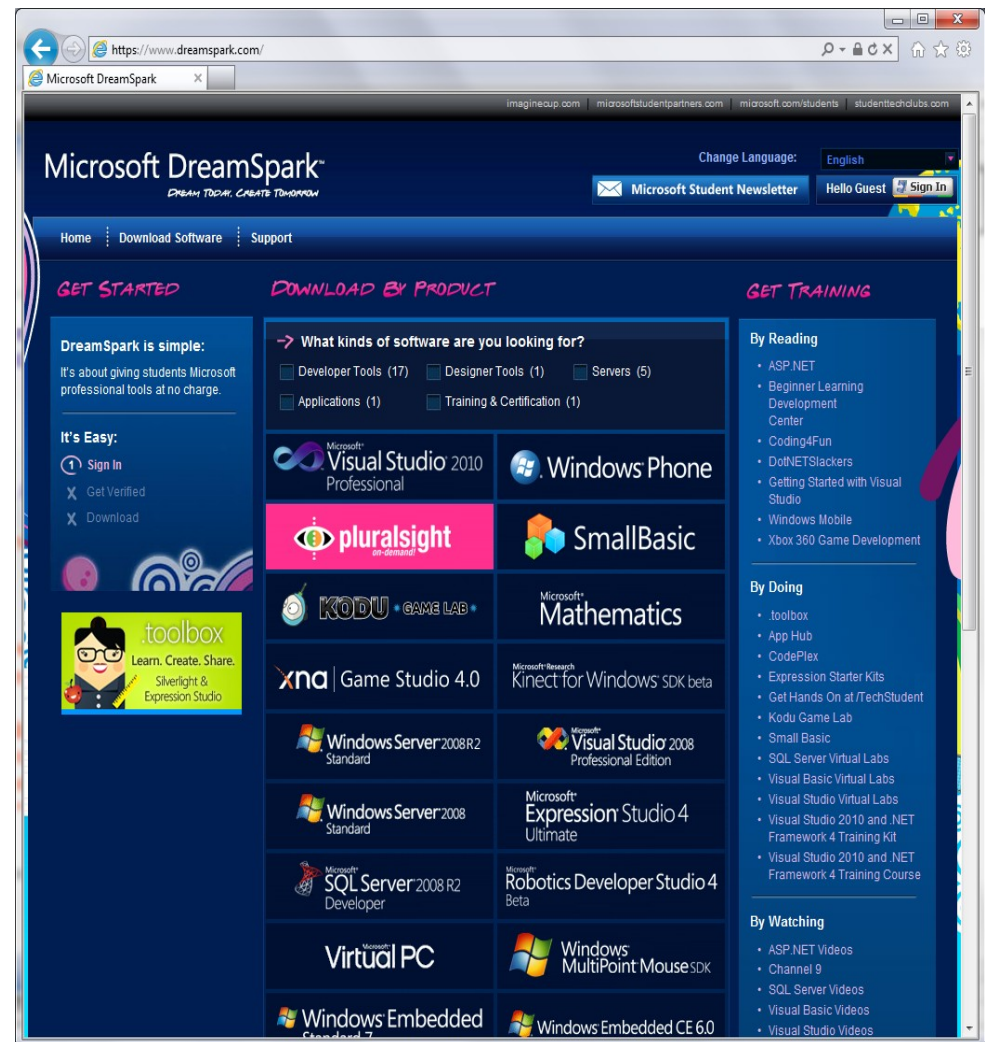 https://www.dreamspark.com/
Microsoft DreamSpark
imaginecup.com | microsoftstudentpartners.com | microsoft.com/students | studenttechclubs.com
Microsoft DreamSpark™
DREAM TODAY. CREATE TOMORROW
Change Language: English
Microsoft Student Newsletter
Hello Guest Sign In
Home Download Software Support
GET STARTED
DreamSpark is simple:
It's about giving students Microsoft
professional tools at no charge.
It's Easy:
1 Sign In
X Get Verified
X Download
.toolbox
Learn. Create. Share.
Silverlight &
Expression Studio
DOWNLOAD BY PRODUCT
What kinds of software are you looking for?
Developer Tools (17) Designer Tools (1) Servers (5)
Applications (1) Training & Certification (1)
Microsoft®
Visual Studio® 2010
Professional
Windows® Phone
pluralsight
on-demand!
SmallBasic
KODU • GAME LAB •
Microsoft®
Mathematics
xna | Game Studio 4.0
Microsoft® Research
Kinect for Windows® SDK beta
Windows Server® 2008 R2
Standard
Microsoft®
Visual Studio® 2008
Professional Edition
Windows Server® 2008
Standard
Microsoft®
Expression® Studio 4
Ultimate
Microsoft®
SQL Server® 2008 R2
Developer
Microsoft®
Robotics Developer Studio 4
Beta
Microsoft®
Virtual PC
Windows®
MultiPoint™ Mouse SDK
Windows® Embedded
Standard 7
Windows® Embedded CE 6.0
GET TRAINING
By Reading
• ASP.NET
• Beginner Learning
Development
Center
• Coding4Fun
• DotNETSlackers
• Getting Started with Visual
Studio
• Windows Mobile
• Xbox 360 Game Development
By Doing
• .toolbox
• App Hub
• CodePlex
• Expression Starter Kits
• Get Hands On at /TechStudent
• Kodu Game Lab
• Small Basic
• SQL Server Virtual Labs
• Visual Basic Virtual Labs
• Visual Studio Virtual Labs
• Visual Studio 2010 and .NET
Framework 4 Training Kit
• Visual Studio 2010 and .NET
Framework 4 Training Course
By Watching
• ASP.NET Videos
• Channel 9
• SQL Server Videos
• Visual Basic Videos
• Visual Studio Videos